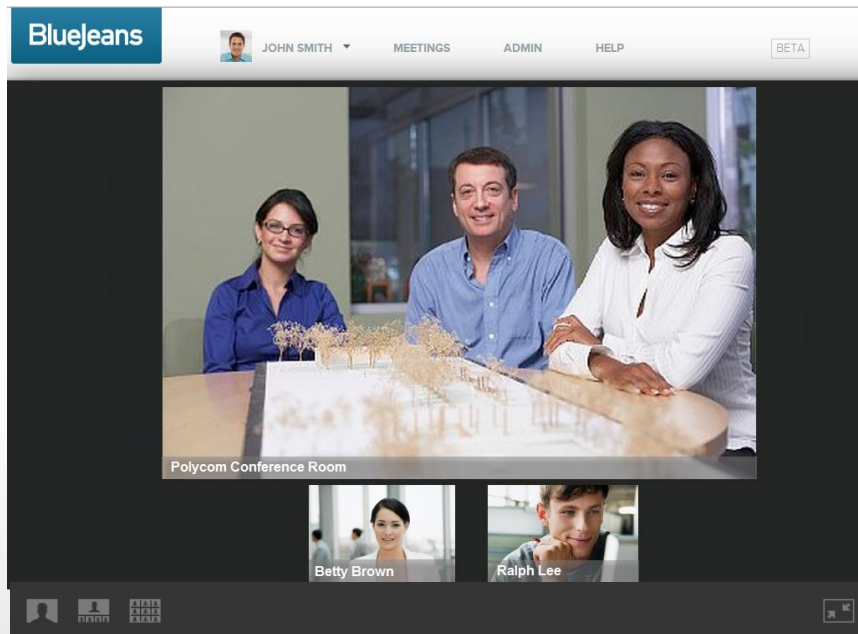 BlueJeans
JOHN SMITH
MEETINGS
ADMIN
HELP
BETA
Polycom Conference Room
Betty Brown
Ralph Lee